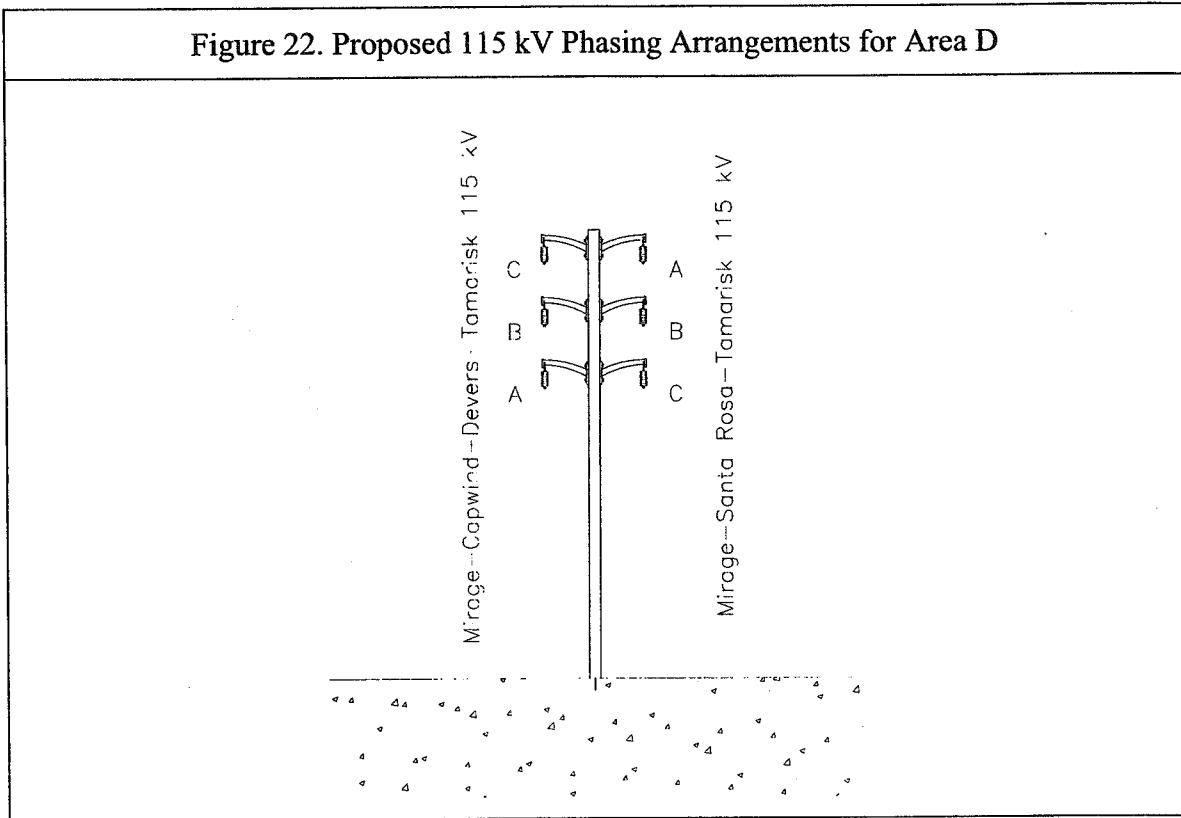 Figure 22. Proposed 115 kV Phasing Arrangements for Area D
Mirage-Capwind-Devers-Tamarisk 115 kV
C
B
A
A
B
C
Mirage-Santa Rosa-Tamarisk 115 kV